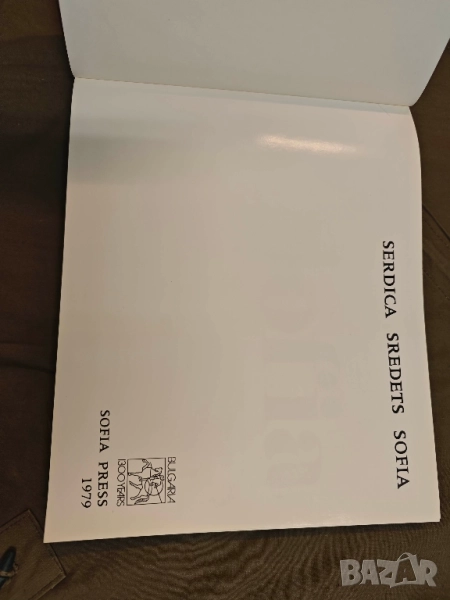 SERDICA SREDETS SOFIA
BULGARIA
1300 YEARS
SOFIA PRESS
1979
BAZAR